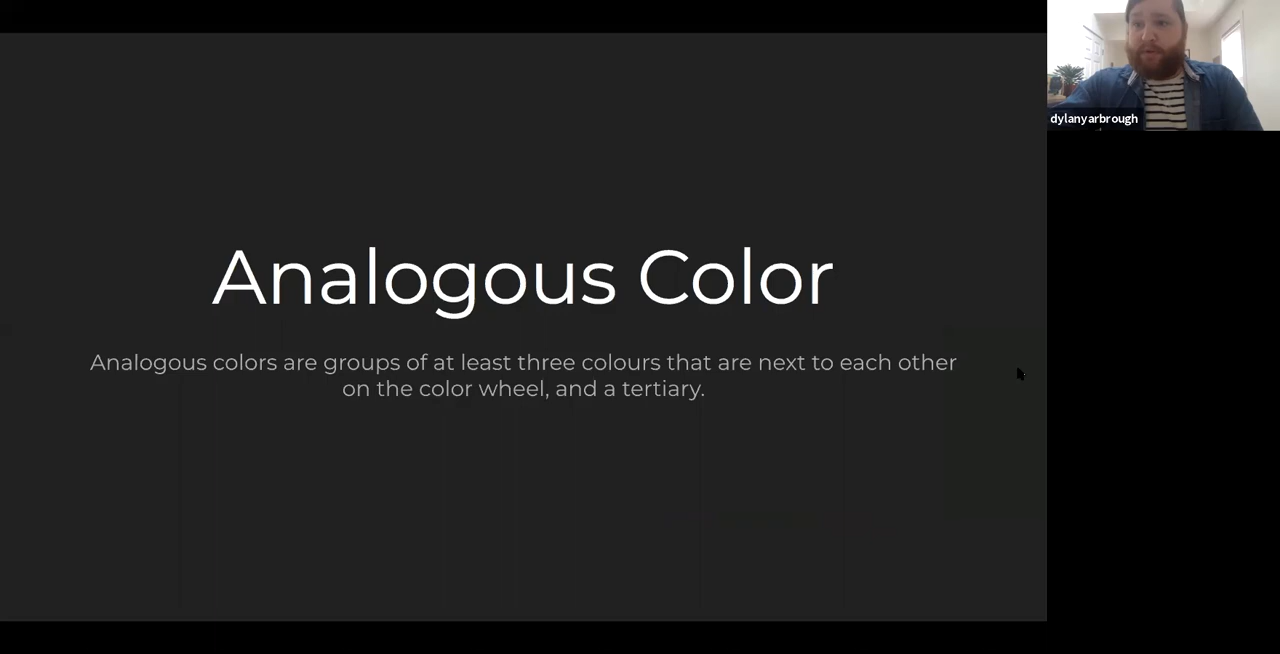 Analogous Color
Analogous colors are groups of at least three colours that are next to each other
on the color wheel, and a tertiary.
dylanyarbrough